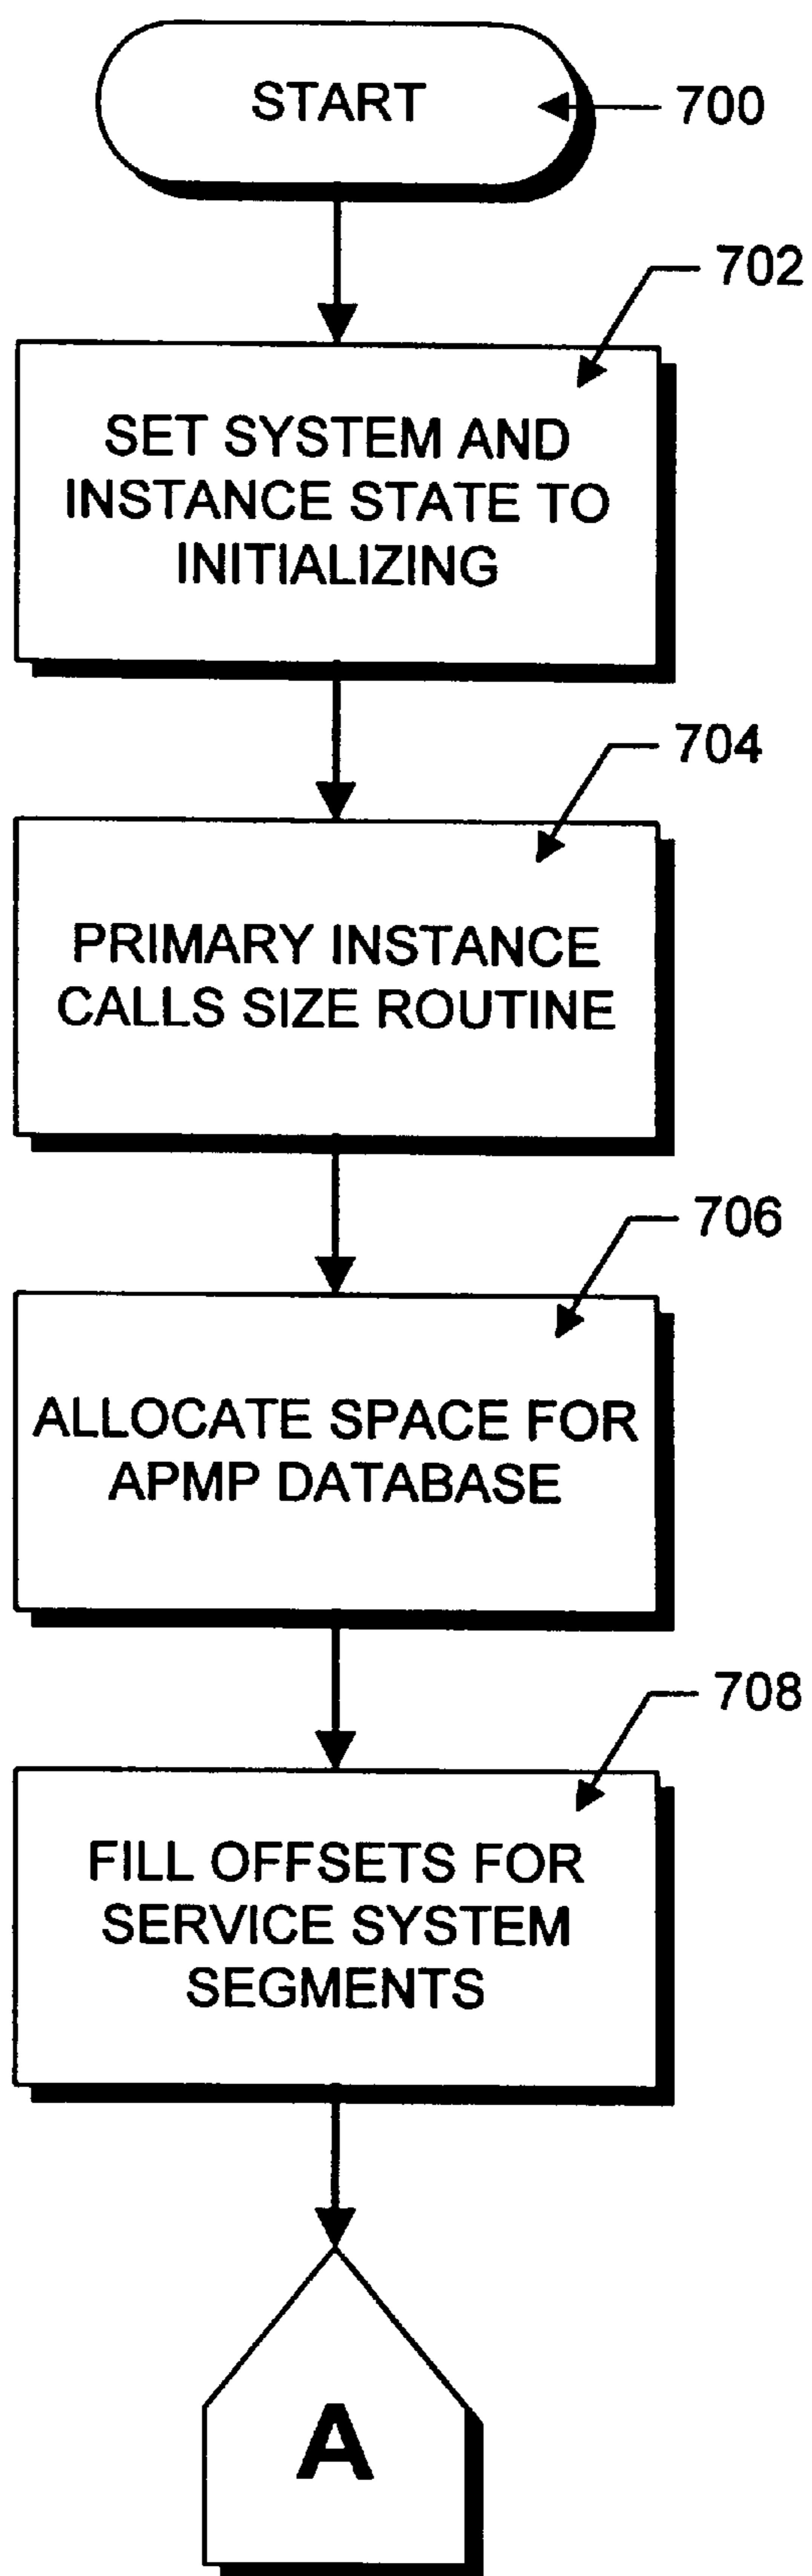 START
700
702
SET SYSTEM AND
INSTANCE STATE TO
INITIALIZING
704
PRIMARY INSTANCE
CALLS SIZE ROUTINE
706
ALLOCATE SPACE FOR
APMP DATABASE
708
FILL OFFSETS FOR
SERVICE SYSTEM
SEGMENTS
A